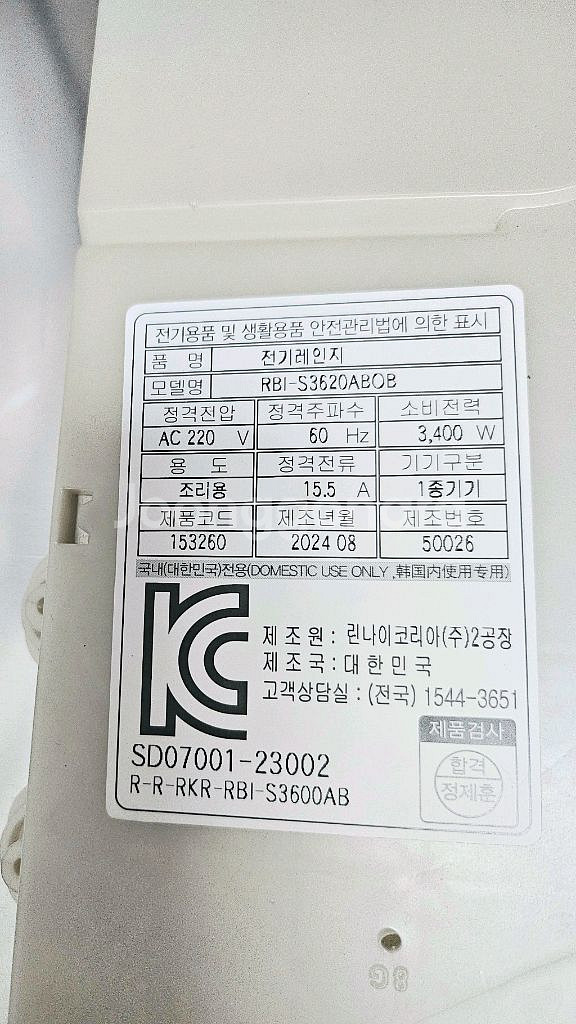 전기용품 및 생활용품 안전관리법에 의한 표시
품 명 전기레인지
모델명 RBI-S3620ABOB
정격전압 정격주파수 소비전력
AC 220 V 60 Hz 3,400 W
용 도 정격전류 기기구분
조리용 15.5 A 1종기기
제품코드 제조년월 제조번호
153260 2024 08 50026
국내(대한민국)전용(DOMESTIC USE ONLY ,韩国内使用专用)
제 조 원 : 린나이코리아(주)2공장
제 조 국 : 대 한 민 국
고객상담실 : (전국) 1544-3651
제품검사
합격
정제훈
SD07001-23002
R-R-RKR-RBI-S3600AB